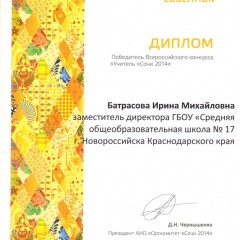 ДИПЛОМ
Победитель Всероссийского конкурса
«Учитель «Сочи 2014»
Батрасова Ирина Михайловна
заместитель директора ГБОУ «Средняя
общеобразовательная школа № 17
г. Новороссийска Краснодарского края
Д.Н. Чернышенко
Президент АНО «Оргкомитет «Сочи 2014»